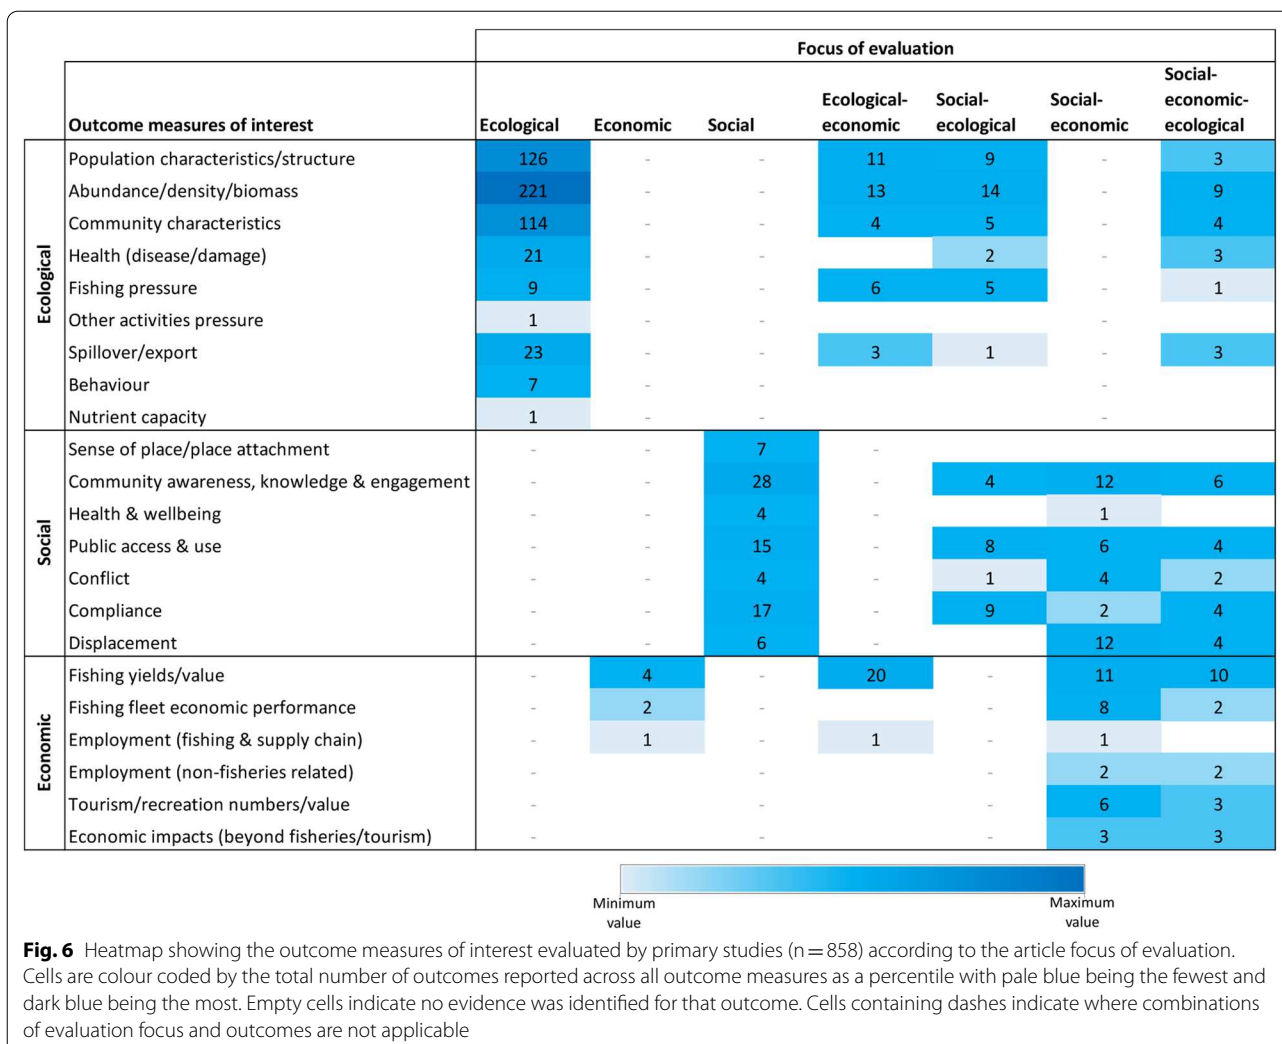 Focus of evaluation
Outcome measures of interest Ecological Economic Social Ecological-economic Social-ecological Social-economic Social-economic-ecological
Ecological
Population characteristics/structure 126 - - 11 9 - 3
Abundance/density/biomass 221 - - 13 14 - 9
Community characteristics 114 - - 4 5 - 4
Health (disease/damage) 21 - - 2 - 3
Fishing pressure 9 - - 6 5 - 1
Other activities pressure 1 - - -
Spillover/export 23 - - 3 1 - 3
Behaviour 7 - - -
Nutrient capacity 1 - - -
Social
Sense of place/place attachment - - 7 -
Community awareness, knowledge & engagement - - 28 - 4 12 6
Health & wellbeing - - 4 - 1
Public access & use - - 15 - 8 6 4
Conflict - - 4 - 1 4 2
Compliance - - 17 - 9 2 4
Displacement - - 6 - 12 4
Economic
Fishing yields/value - 4 - 20 - 11 10
Fishing fleet economic performance - 2 - - 8 2
Employment (fishing & supply chain) - 1 - 1 - 1
Employment (non-fisheries related) - - - 2 2
Tourism/recreation numbers/value - - - 6 3
Economic impacts (beyond fisheries/tourism) - - - 3 3
Minimum value
Maximum value
Fig. 6 Heatmap showing the outcome measures of interest evaluated by primary studies (n = 858) according to the article focus of evaluation.
Cells are colour coded by the total number of outcomes reported across all outcome measures as a percentile with pale blue being the fewest and
dark blue being the most. Empty cells indicate no evidence was identified for that outcome. Cells containing dashes indicate where combinations
of evaluation focus and outcomes are not applicable